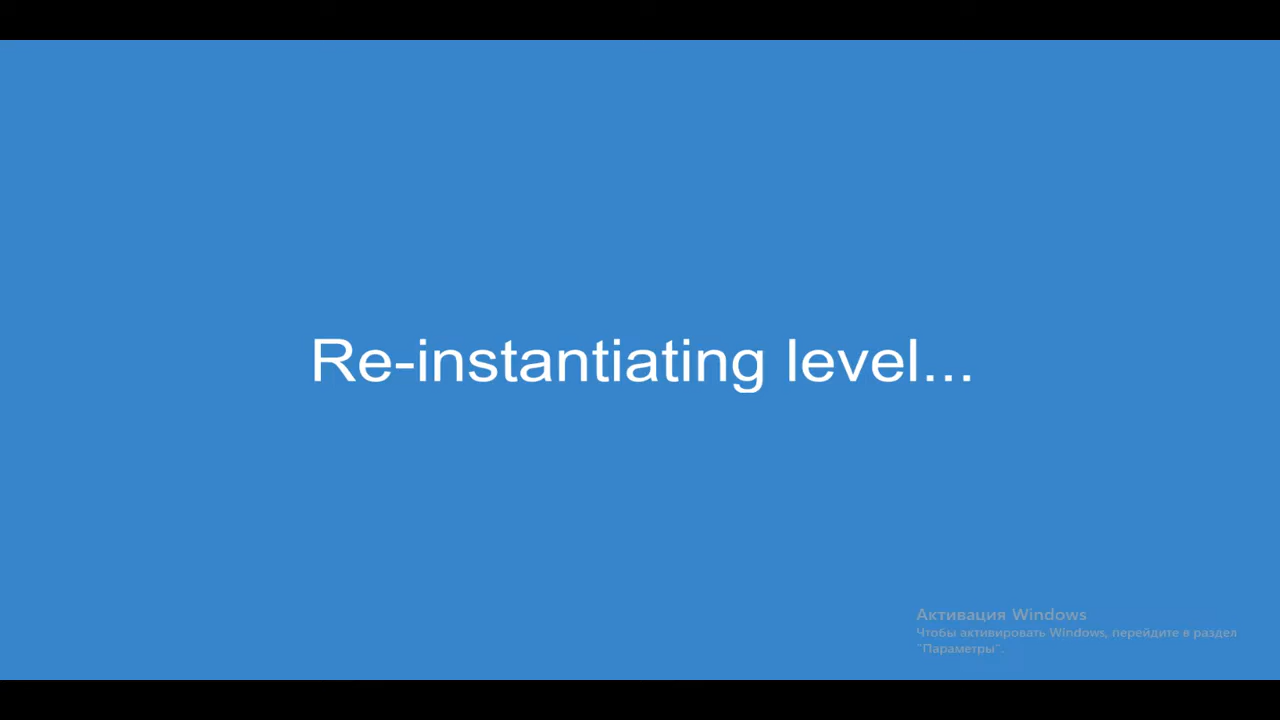 Re-instantiating level...
Активация Windows
Чтобы активировать Windows, перейдите в раздел
"Параметры".